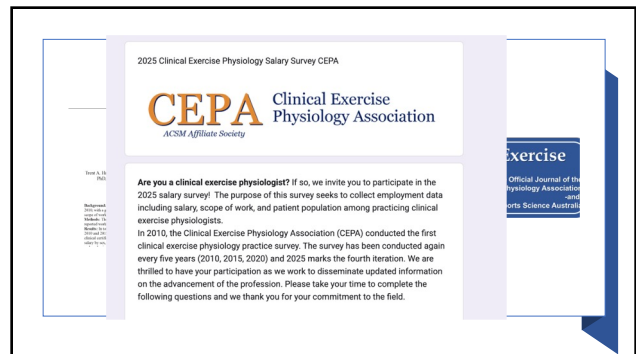 2025 Clinical Exercise Physiology Salary Survey CEPA
CEPA
Clinical Exercise
Physiology Association
ACSM Affiliate Society
Are you a clinical exercise physiologist? If so, we invite you to participate in the
2025 salary survey! The purpose of this survey seeks to collect employment data
including salary, scope of work, and patient population among practicing clinical
exercise physiologists.
In 2010, the Clinical Exercise Physiology Association (CEPA) conducted the first
clinical exercise physiology practice survey. The survey has been conducted again
every five years (2010, 2015, 2020) and 2025 marks the fourth iteration. We are
thrilled to have your participation as we work to disseminate updated information
on the advancement of the profession. Please take your time to complete the
following questions and we thank you for your commitment to the field.
Trent A.
PhD
Background:
Methods:
Results:
Exercise
Official Journal of the
hysiology Association
-and-
orts Science Australia